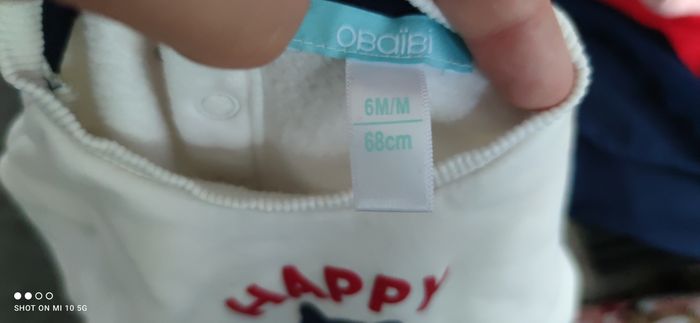 OBaïBi
6M/M
68cm
HAPPY
SHOT ON MI 10 5G